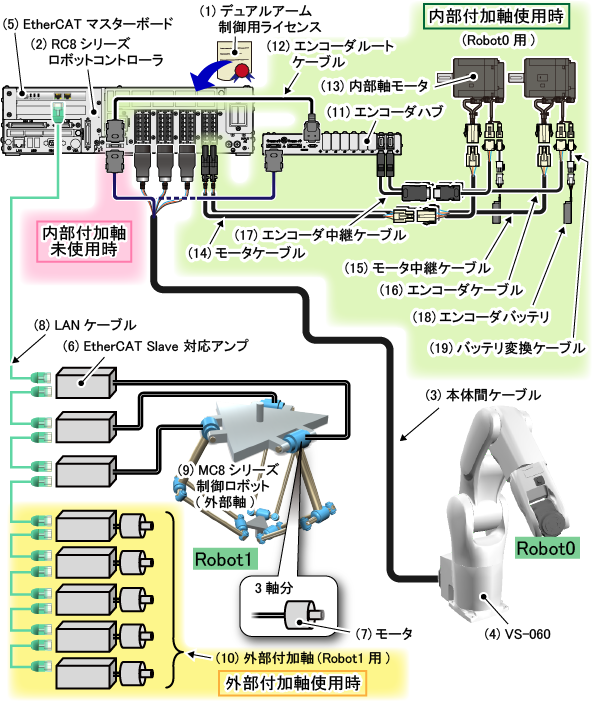 (1) デュアルアーム
制御用ライセンス
内部付加軸使用時
(Robot0 用)
(5) EtherCAT マスターボード
(2) RC8 シリーズ
ロボットコントローラ
(12) エンコーダルート
ケーブル
(13) 内部軸モータ
(11) エンコーダハブ
内部付加軸
未使用時
(17) エンコーダ中継ケーブル
(14) モータケーブル
(15) モータ中継ケーブル
(16) エンコーダケーブル
(18) エンコーダバッテリ
(19) バッテリ変換ケーブル
(8) LAN ケーブル
(6) EtherCAT Slave 対応アンプ
(3) 本体間ケーブル
(9) MC8 シリーズ
制御ロボット
(外部軸)
Robot1
Robot0
3 軸分
(7) モータ
(4) VS-060
(10) 外部付加軸(Robot1 用)
外部付加軸使用時